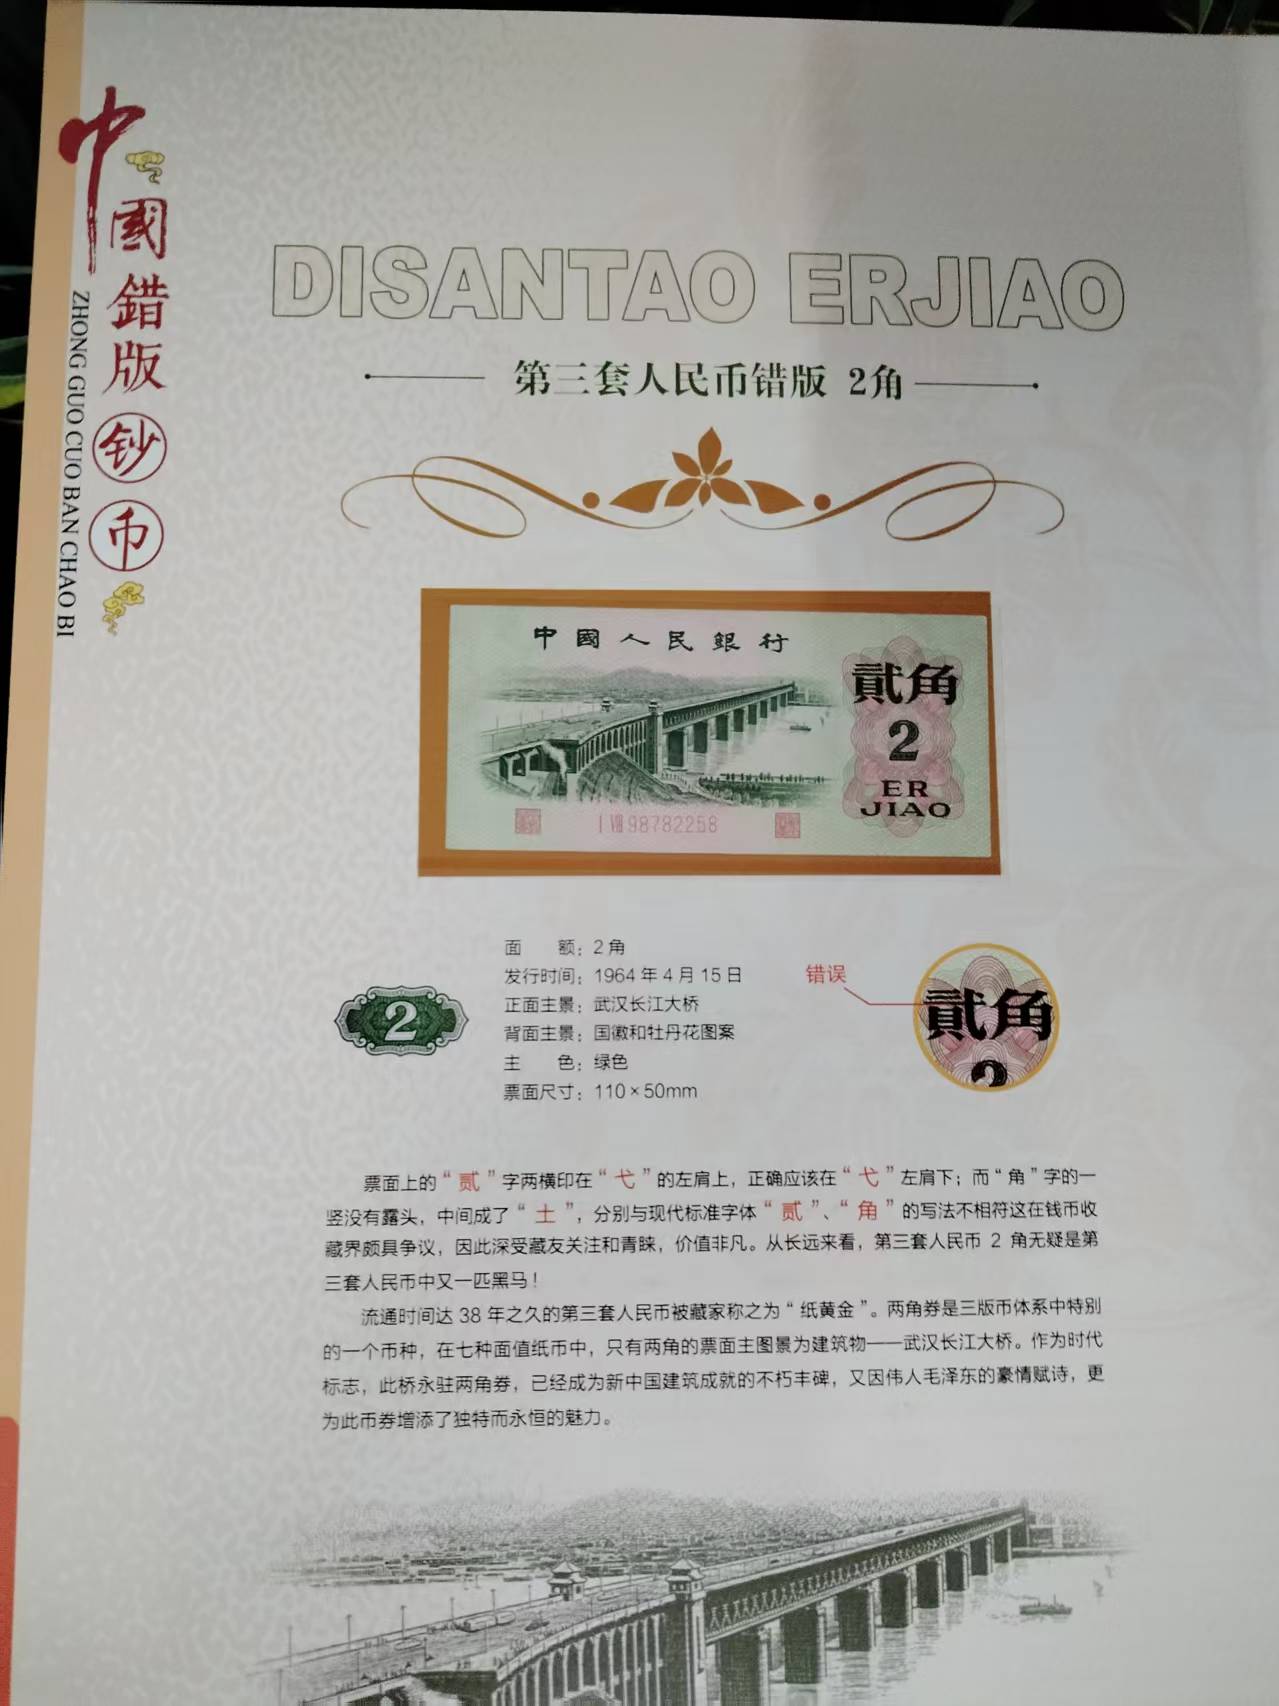 中國錯版鈔币
ZHONG GUO CUO BAN CHAO BI
DISANTAO ERJIAO
第三套人民币错版 2角
中國人民銀行
貳角
2
ER
JIAO
I VIII 98782258
2
面 额：2角
发行时间：1964年4月15日
正面主景：武汉长江大桥
背面主景：国徽和牡丹花图案
主 色：绿色
票面尺寸：110×50mm
错误
貳角
2
票面上的“贰”字两横印在“弋”的左肩上，正确应该在“弋”左肩下；而“角”字的一
竖没有露头，中间成了“土”，分别与现代标准字体“贰”、“角”的写法不相符这在钱币收
藏界颇具争议，因此深受藏友关注和青睐，价值非凡。从长远来看，第三套人民币 2 角无疑是第
三套人民币中又一匹黑马！
流通时间达 38 年之久的第三套人民币被藏家称之为“纸黄金”。两角券是三版币体系中特别
的一个币种，在七种面值纸币中，只有两角的票面主图景为建筑物——武汉长江大桥。作为时代
标志，此桥永驻两角券，已经成为新中国建筑成就的不朽丰碑，又因伟人毛泽东的豪情赋诗，更
为此币券增添了独特而永恒的魅力。